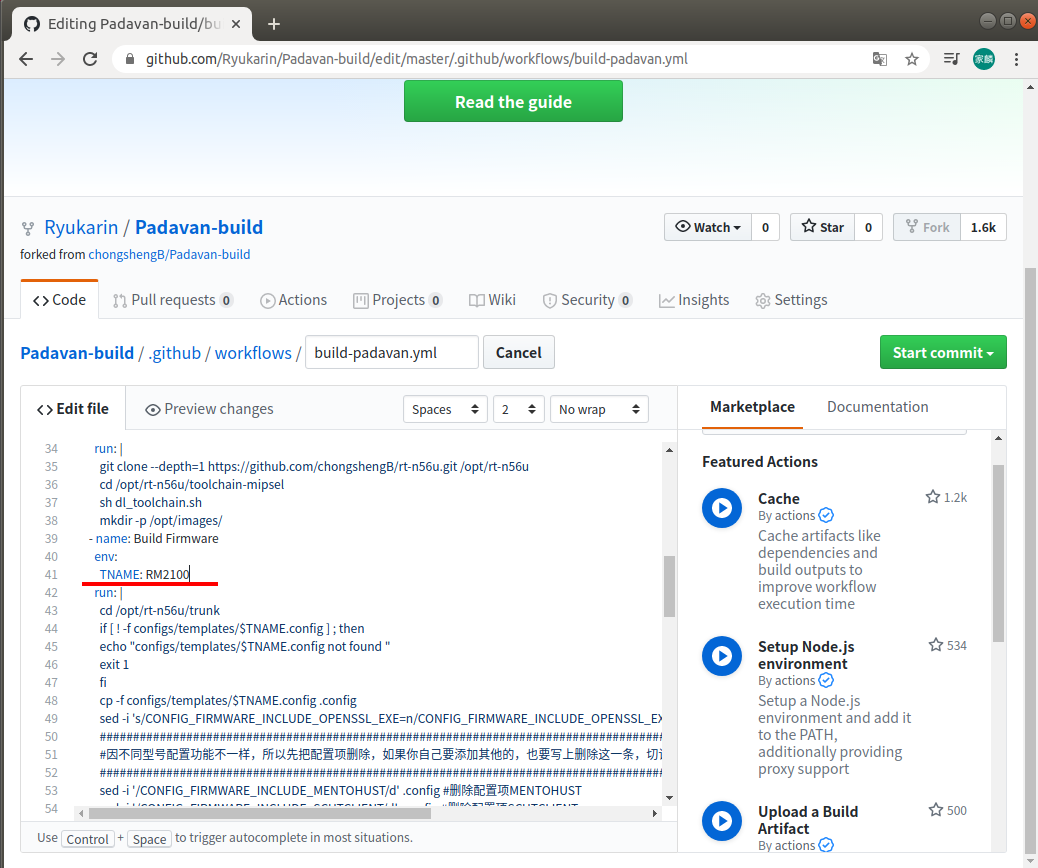 Editing Padavan-build/bu
github.com/Ryukarin/Padavan-build/edit/master/.github/workflows/build-padavan.yml
家麟
Read the guide
Ryukarin / Padavan-build
Watch 0
Star 0
Fork 1.6k
forked from chongshengB/Padavan-build
Code
Pull requests 0
Actions
Projects 0
Wiki
Security 0
Insights
Settings
Padavan-build / .github / workflows / build-padavan.yml
Cancel
Start commit
Edit file
Preview changes
Spaces
2
No wrap
34 run: |
35 git clone --depth=1 https://github.com/chongshengB/rt-n56u.git /opt/rt-n56u
36 cd /opt/rt-n56u/toolchain-mipsel
37 sh dl_toolchain.sh
38 mkdir -p /opt/images/
39 - name: Build Firmware
40 env:
41 TNAME: RM2100
42 run: |
43 cd /opt/rt-n56u/trunk
44 if [ ! -f configs/templates/$TNAME.config ] ; then
45 echo "configs/templates/$TNAME.config not found "
46 exit 1
47 fi
48 cp -f configs/templates/$TNAME.config .config
49 sed -i 's/CONFIG_FIRMWARE_INCLUDE_OPENSSL_EXE=n/CONFIG_FIRMWARE_INCLUDE_OPENSSL_EX
50 ####################################################################################
51 #因不同型号配置功能不一样，所以先把配置项删除，如果你自己要添加其他的，也要写上删除这一条，切
52 ####################################################################################
53 sed -i '/CONFIG_FIRMWARE_INCLUDE_MENTOHUST/d' .config #删除配置项MENTOHUST
54
Use Control + Space to trigger autocomplete in most situations.
Marketplace
Documentation
Featured Actions
Cache
1.2k
By actions
Cache artifacts like
dependencies and
build outputs to
improve workflow
execution time
Setup Node.js
environment
534
By actions
Setup a Node.js
environment and add it
to the PATH,
additionally providing
proxy support
Upload a Build
Artifact
500
By actions